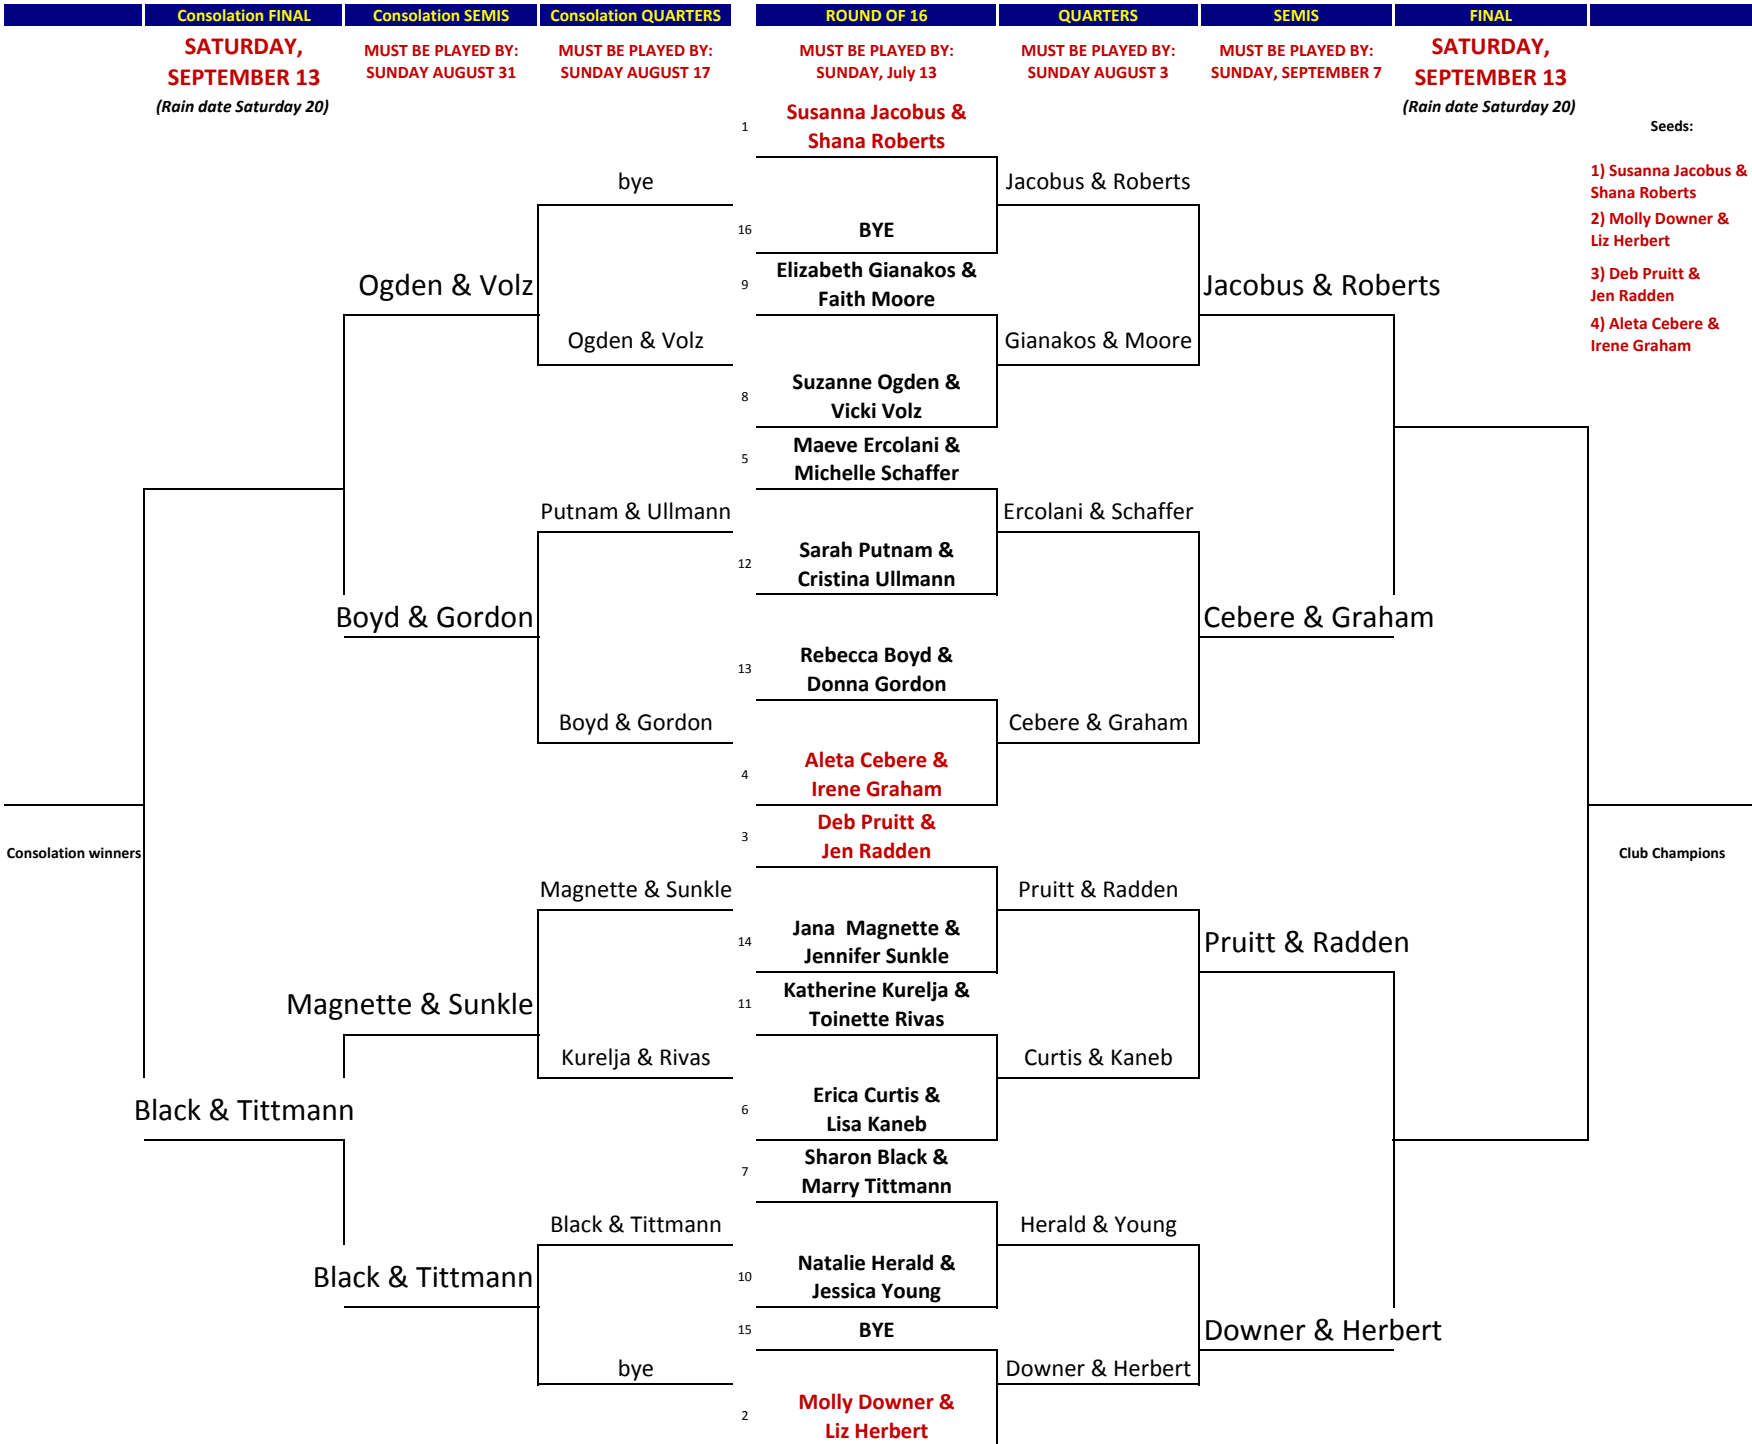 Consolation FINAL Consolation SEMIS Consolation QUARTERS ROUND OF 16 QUARTERS SEMIS FINAL
SATURDAY,
SEPTEMBER 13
(Rain date Saturday 20)
MUST BE PLAYED BY:
SUNDAY AUGUST 31
MUST BE PLAYED BY:
SUNDAY AUGUST 17
MUST BE PLAYED BY:
SUNDAY, July 13
MUST BE PLAYED BY:
SUNDAY AUGUST 3
MUST BE PLAYED BY:
SUNDAY, SEPTEMBER 7
SATURDAY,
SEPTEMBER 13
(Rain date Saturday 20)
Seeds:
1) Susanna Jacobus &
Shana Roberts
2) Molly Downer &
Liz Herbert
3) Deb Pruitt &
Jen Radden
4) Aleta Cebere &
Irene Graham
1
Susanna Jacobus &
Shana Roberts
bye
Jacobus & Roberts
16
BYE
Ogden & Volz
9
Elizabeth Gianakos &
Faith Moore
Jacobus & Roberts
Ogden & Volz
Gianakos & Moore
8
Suzanne Ogden &
Vicki Volz
5
Maeve Ercolani &
Michelle Schaffer
Putnam & Ullmann
Ercolani & Schaffer
12
Sarah Putnam &
Cristina Ullmann
Boyd & Gordon
Cebere & Graham
13
Rebecca Boyd &
Donna Gordon
Boyd & Gordon
Cebere & Graham
4
Aleta Cebere &
Irene Graham
3
Deb Pruitt &
Jen Radden
Consolation winners
Club Champions
Magnette & Sunkle
Pruitt & Radden
14
Jana  Magnette &
Jennifer Sunkle
Pruitt & Radden
Magnette & Sunkle
11
Katherine Kurelja &
Toinette Rivas
Kurelja & Rivas
Curtis & Kaneb
Black & Tittmann
6
Erica Curtis &
Lisa Kaneb
7
Sharon Black &
Marry Tittmann
Black & Tittmann
Herald & Young
Black & Tittmann
10
Natalie Herald &
Jessica Young
15
BYE
Downer & Herbert
bye
Downer & Herbert
2
Molly Downer &
Liz Herbert